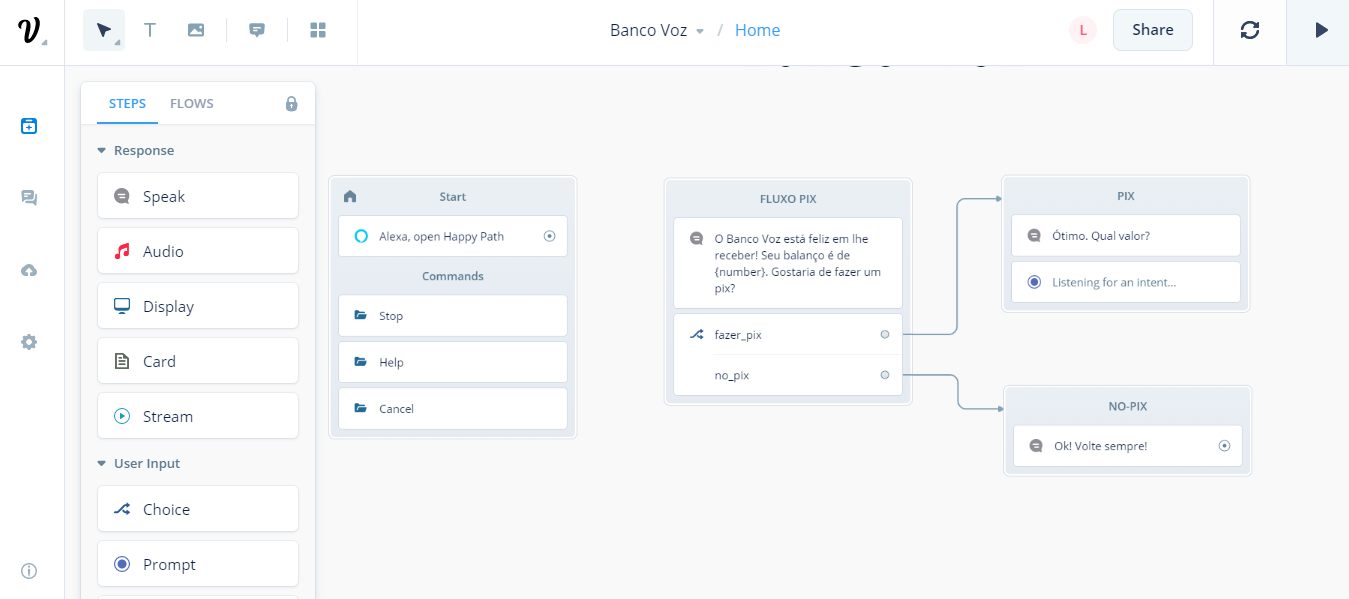 Banco Voz / Home
L
Share
STEPS FLOWS
Response
Speak
Audio
Display
Card
Stream
User Input
Choice
Prompt
Start
Alexa, open Happy Path
Commands
Stop
Help
Cancel
FLUXO PIX
O Banco Voz está feliz em lhe
receber! Seu balanço é de
{number}. Gostaria de fazer um
pix?
fazer_pix
no_pix
PIX
Ótimo. Qual valor?
Listening for an intent...
NO-PIX
Ok! Volte sempre!